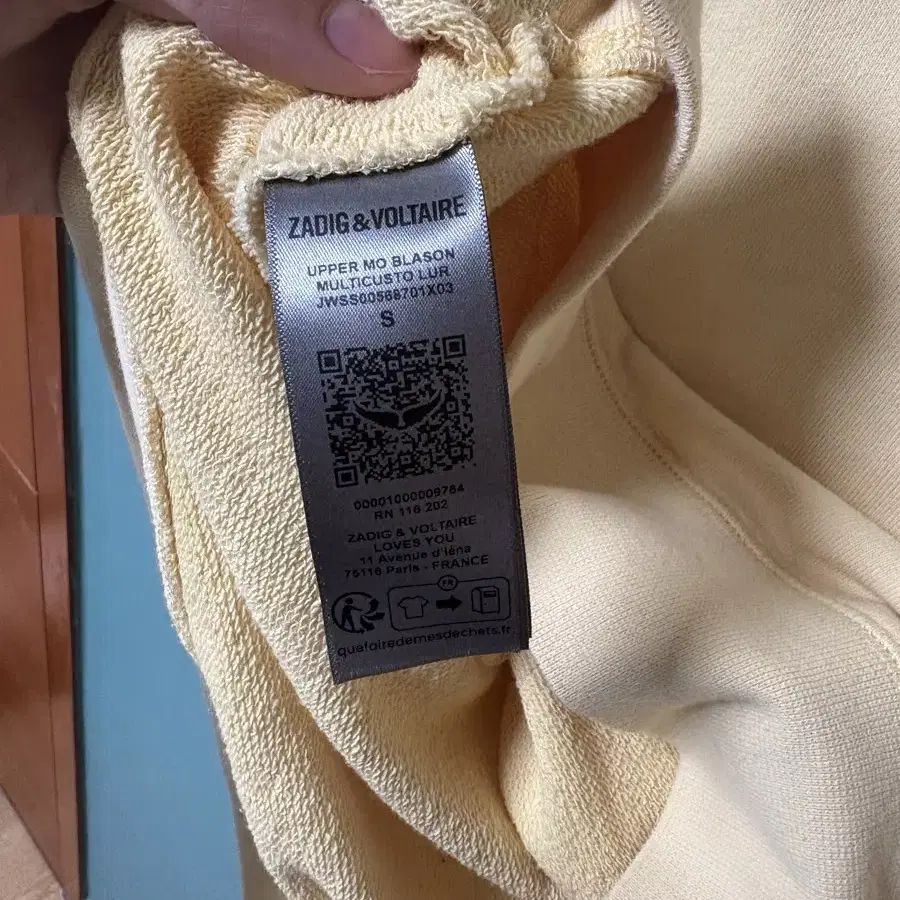 ZADIG&VOLTAIRE
UPPER MO BLASON
MULTICUSTO LUR
JWSS00568701X03
S
00001000009784
RN 116 202
ZADIG & VOLTAIRE
LOVES YOU
11 Avenue d'Iéna
75116 Paris - FRANCE
FR
quefairedemesdechets.fr